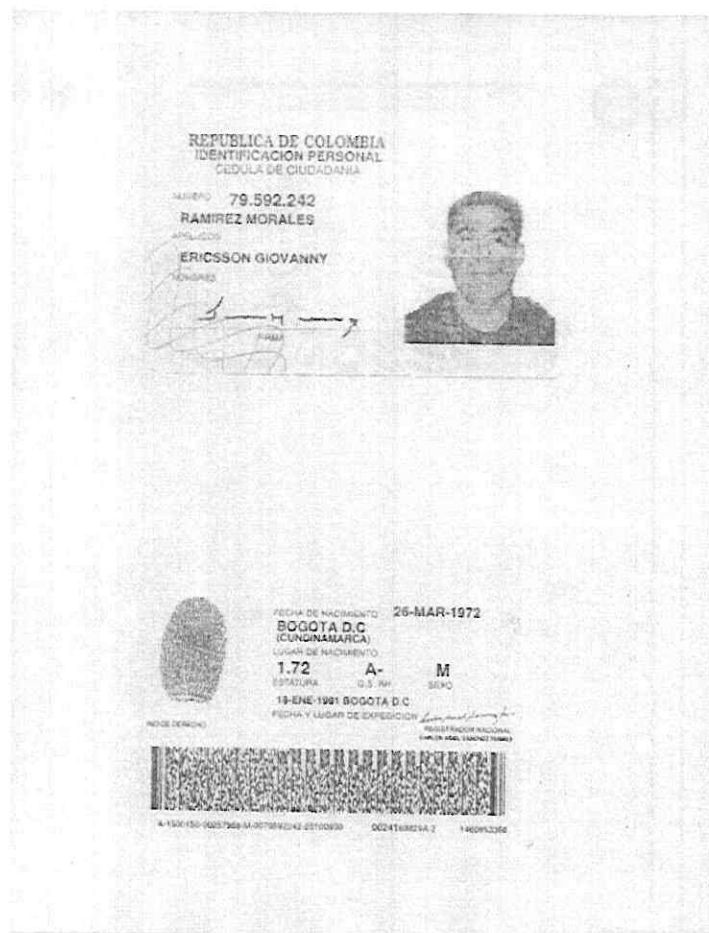 REPUBLICA DE COLOMBIA
IDENTIFICACION PERSONAL
CEDULA DE CIUDADANIA
NUMERO 79.592.242
RAMIREZ MORALES
APELLIDOS
ERICSSON GIOVANNY
NOMBRES
FIRMA
FECHA DE NACIMIENTO 26-MAR-1972
BOGOTA D.C
(CUNDINAMARCA)
LUGAR DE NACIMIENTO
1.72 A- M
ESTATURA G.S. RH SEXO
18-ENE-1991 BOGOTA D.C
FECHA Y LUGAR DE EXPEDICION
REGISTRADOR NACIONAL
INDICE DERECHO